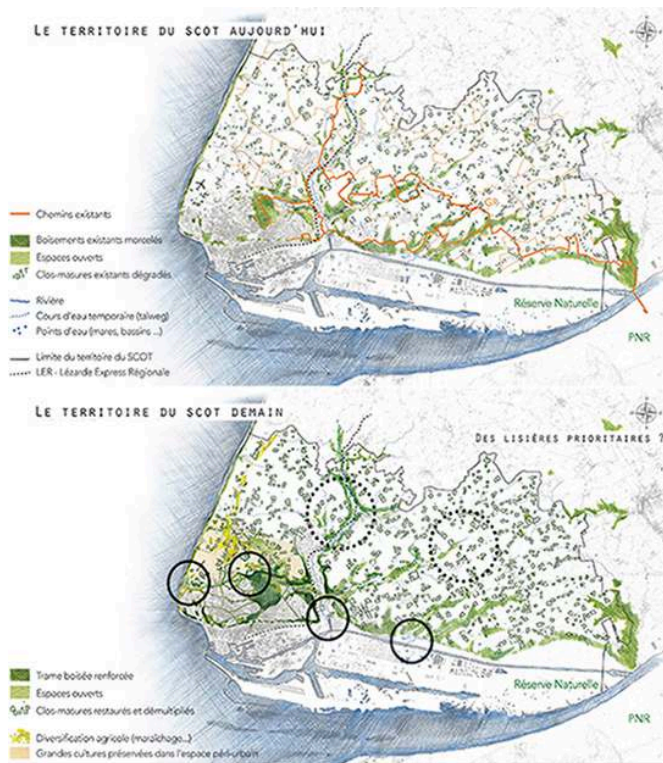 LE TERRITOIRE DU SCOT AUJOURD'HUI
Chemins existants
Boisements existants morcelés
Espaces ouverts
Clos-masures existants dégradés
Rivière
Cours d'eau temporaire (talweg)
Points d'eau (mares, bassins ...)
Limite du territoire du SCOT
LER - Lézarde Express Régionale
GR
Réserve Naturelle
PNR
LE TERRITOIRE DU SCOT DEMAIN
DES LISIÈRES PRIORITAIRES ?
Trame boisée renforcée
Espaces ouverts
Clos-masures restaurés et démultipliés
Diversification agricole (maraîchage...)
Grandes cultures préservées dans l'espace péri-urbain
Réserve Naturelle
PNR